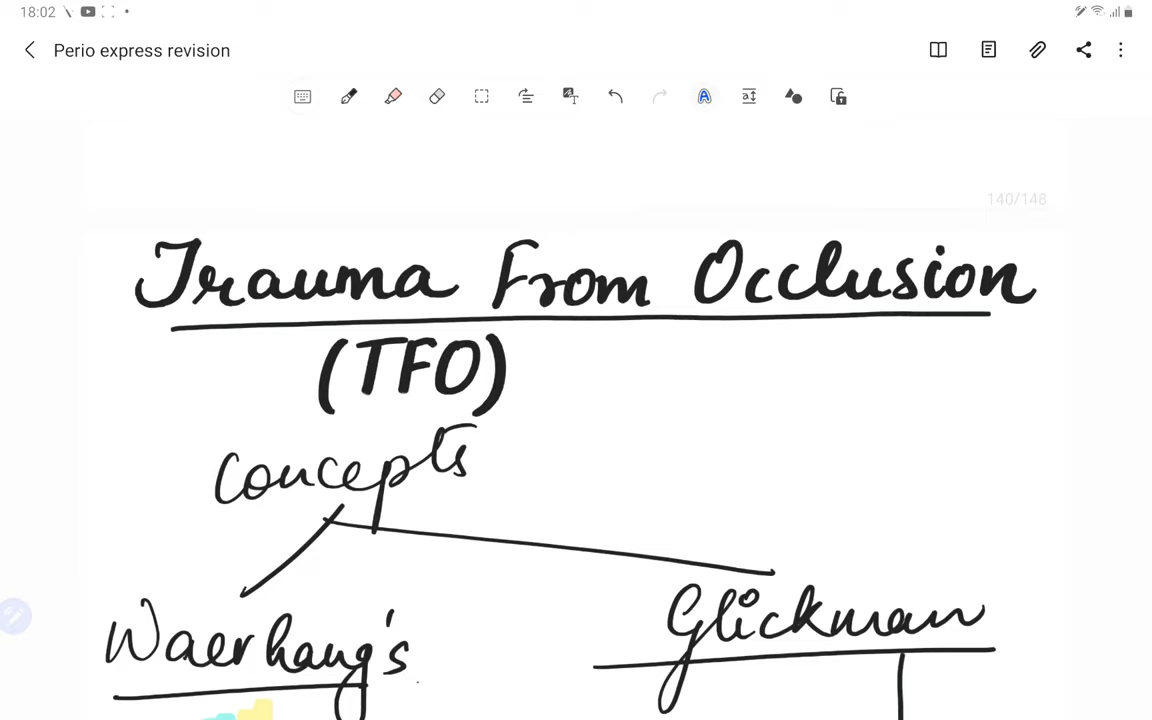 18:02
Perio express revision
140/148
Trauma From Occlusion
(TFO)
Concepts
Waerhaug's
Glickman